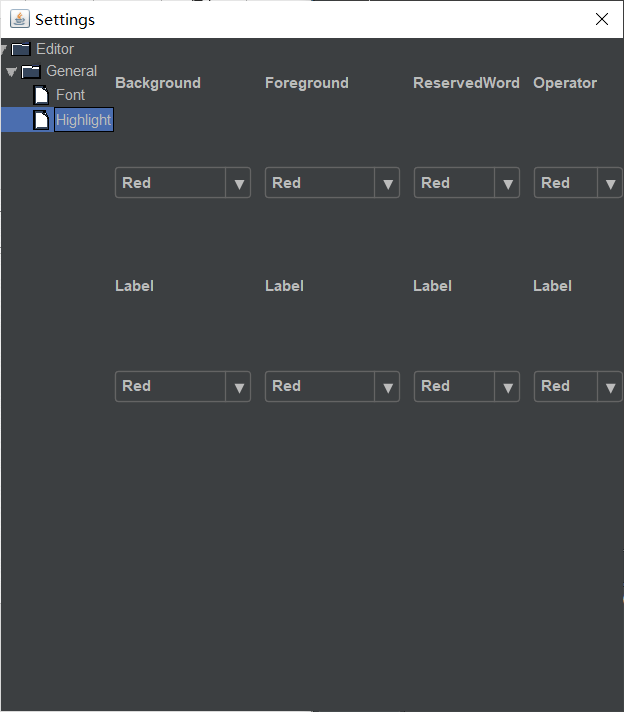 Settings
Editor
General
Font
Highlight
Background Foreground ReservedWord Operator
Red Red Red Red
Label Label Label Label
Red Red Red Red